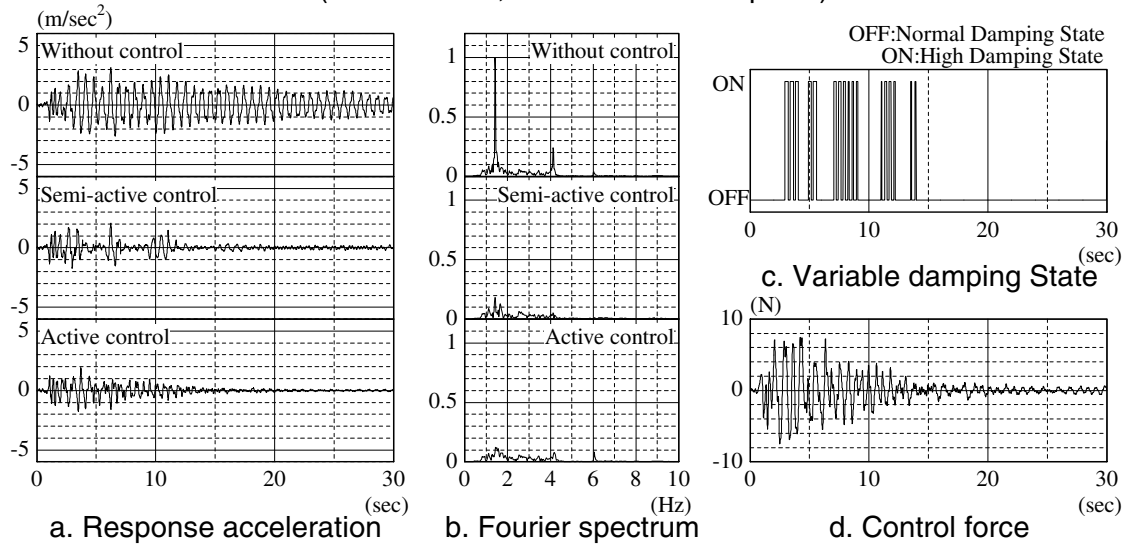 (m/sec²)
5
Without control
0
-5
5
Semi-active control
0
-5
5
Active control
0
-5
0 10 20 30
(sec)
a. Response acceleration
1
Without control
0.5
0
1
Semi-active control
0.5
0
1
Active control
0.5
0
0 2 4 6 8 10
(Hz)
b. Fourier spectrum
OFF:Normal Damping State
ON:High Damping State
ON
OFF
0 10 20 30
(sec)
c. Variable damping State
(N)
10
0
-10
0 10 20 30
(sec)
d. Control force